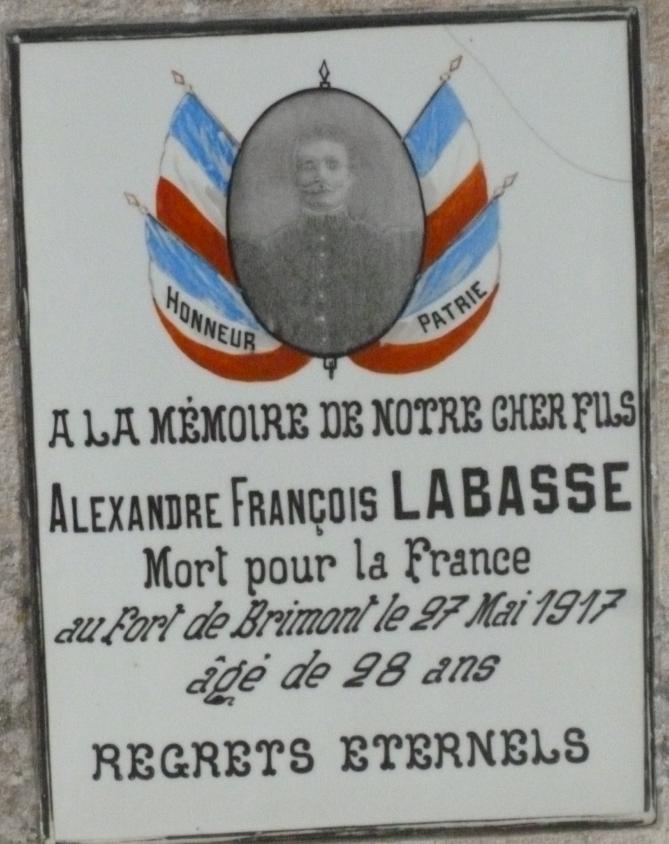 HONNEUR
PATRIE
A LA MÉMOIRE DE NOTRE CHER FILS
ALEXANDRE FRANÇOIS LABASSE
Mort pour la France
au Fort de Brimont le 27 Mai 1917
âgé de 28 ans
REGRETS ETERNELS